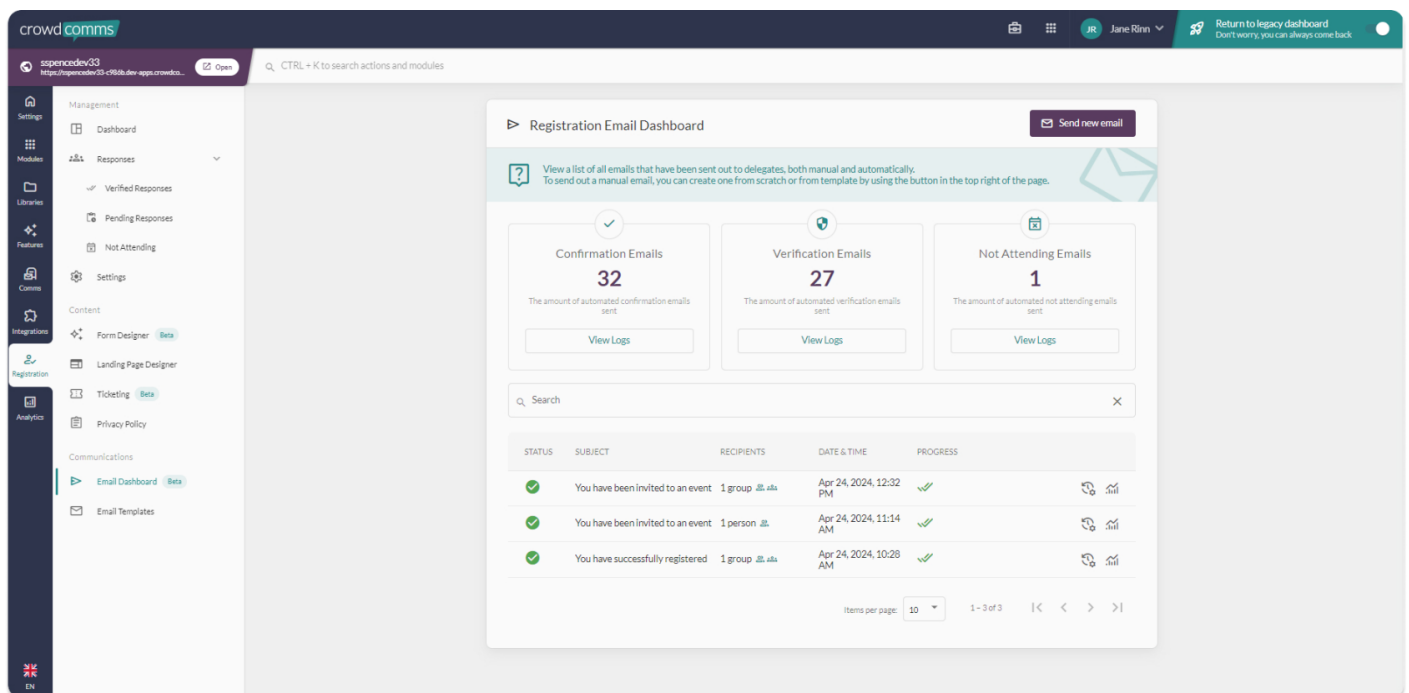 crowdcomms
JR Jane Rinn
Return to legacy dashboard
Don't worry, you can always come back
sspencedev33
https://sspencedev33-c986b.dev-apps.crowdco...
Open
CTRL + K to search actions and modules
Settings
Modules
Libraries
Features
Comms
Integrations
Registration
Analytics
EN
Management
Dashboard
Responses
Verified Responses
Pending Responses
Not Attending
Settings
Content
Form Designer Beta
Landing Page Designer
Ticketing Beta
Privacy Policy
Communications
Email Dashboard Beta
Email Templates
Registration Email Dashboard
Send new email
View a list of all emails that have been sent out to delegates, both manual and automatically.
To send out a manual email, you can create one from scratch or from template by using the button in the top right of the page.
Confirmation Emails
32
The amount of automated confirmation emails
sent
View Logs
Verification Emails
27
The amount of automated verification emails
sent
View Logs
Not Attending Emails
1
The amount of automated not attending emails
sent
View Logs
Search
STATUS SUBJECT RECIPIENTS DATE & TIME PROGRESS
You have been invited to an event 1 group Apr 24, 2024, 12:32
PM
You have been invited to an event 1 person Apr 24, 2024, 11:14
AM
You have successfully registered 1 group Apr 24, 2024, 10:28
AM
Items per page: 10 1 – 3 of 3